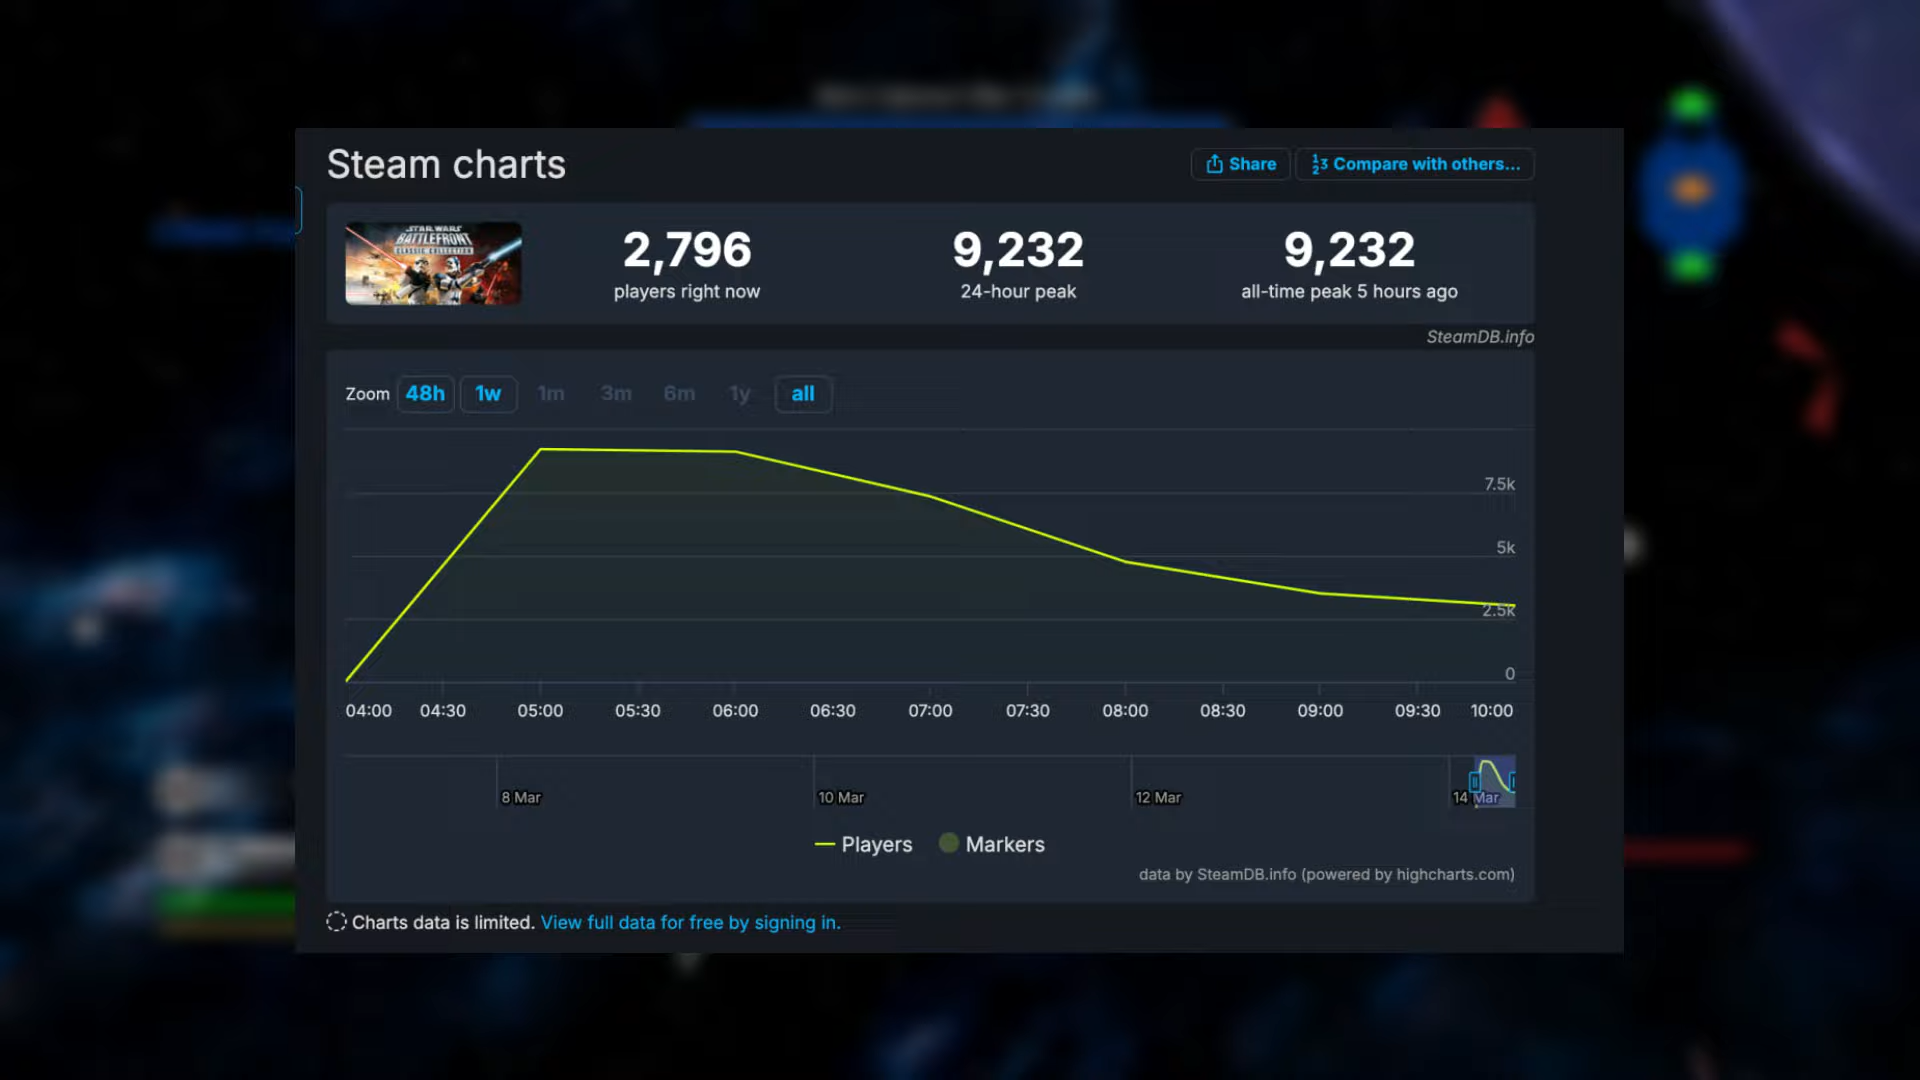 Steam charts
Share
Compare with others...
STAR WARS
BATTLEFRONT
CLASSIC COLLECTION
2,796
players right now
9,232
24-hour peak
9,232
all-time peak 5 hours ago
SteamDB.info
Zoom 48h 1w 1m 3m 6m 1y all
7.5k
5k
2.5k
0
04:00 04:30 05:00 05:30 06:00 06:30 07:00 07:30 08:00 08:30 09:00 09:30 10:00
8 Mar 10 Mar 12 Mar 14 Mar
Players Markers
data by SteamDB.info (powered by highcharts.com)
Charts data is limited. View full data for free by signing in.